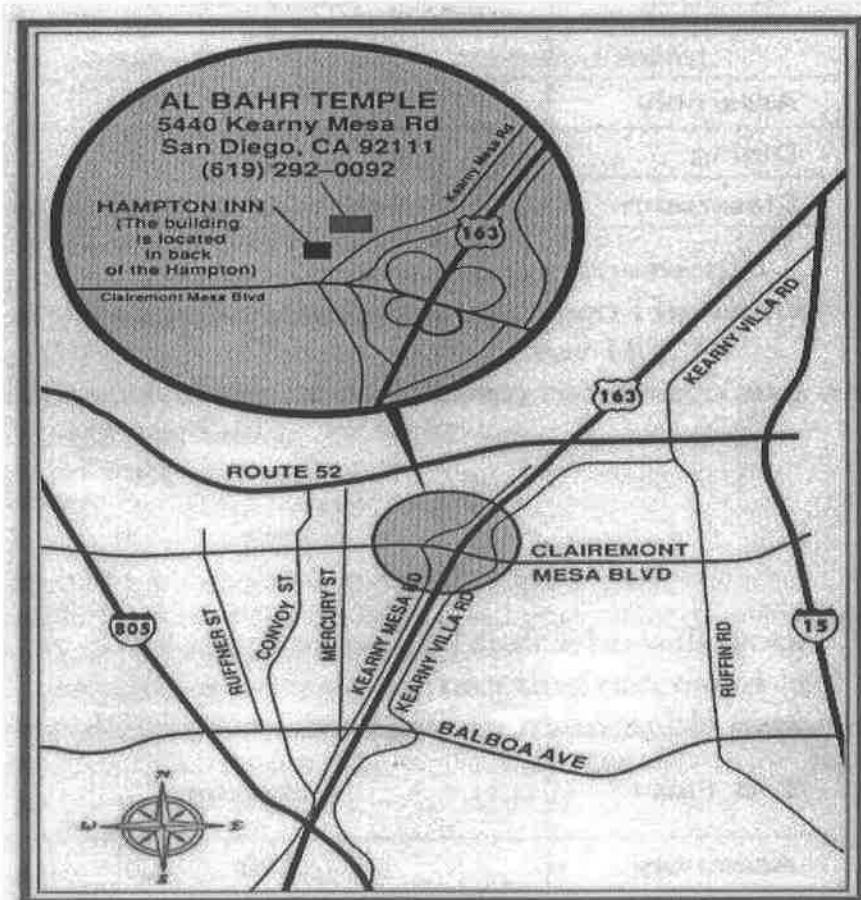 AL BAHR TEMPLE
5440 Kearny Mesa Rd
San Diego, CA 92111
(619) 292–0092
HAMPTON INN
(The building
is located
in back
of the Hampton)
Kearny Mesa Rd
163
Clairemont Mesa Blvd
KEARNY VILLA RD
163
ROUTE 52
CLAIREMONT
MESA BLVD
805
RUFFNER ST
CONVOY ST
MERCURY ST
KEARNY MESA RD
KEARNY VILLA RD
RUFFIN RD
15
BALBOA AVE
N
W
E
S